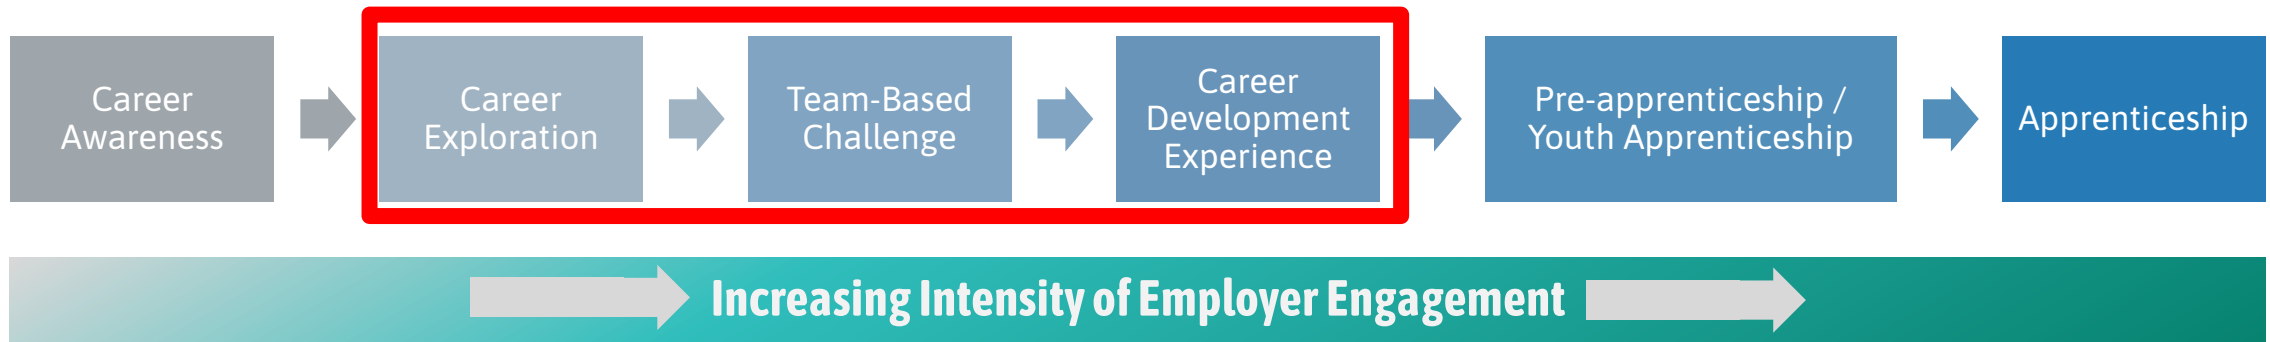 Career
Awareness
Career
Exploration
Team-Based
Challenge
Career
Development
Experience
Pre-apprenticeship /
Youth Apprenticeship
Apprenticeship
Increasing Intensity of Employer Engagement